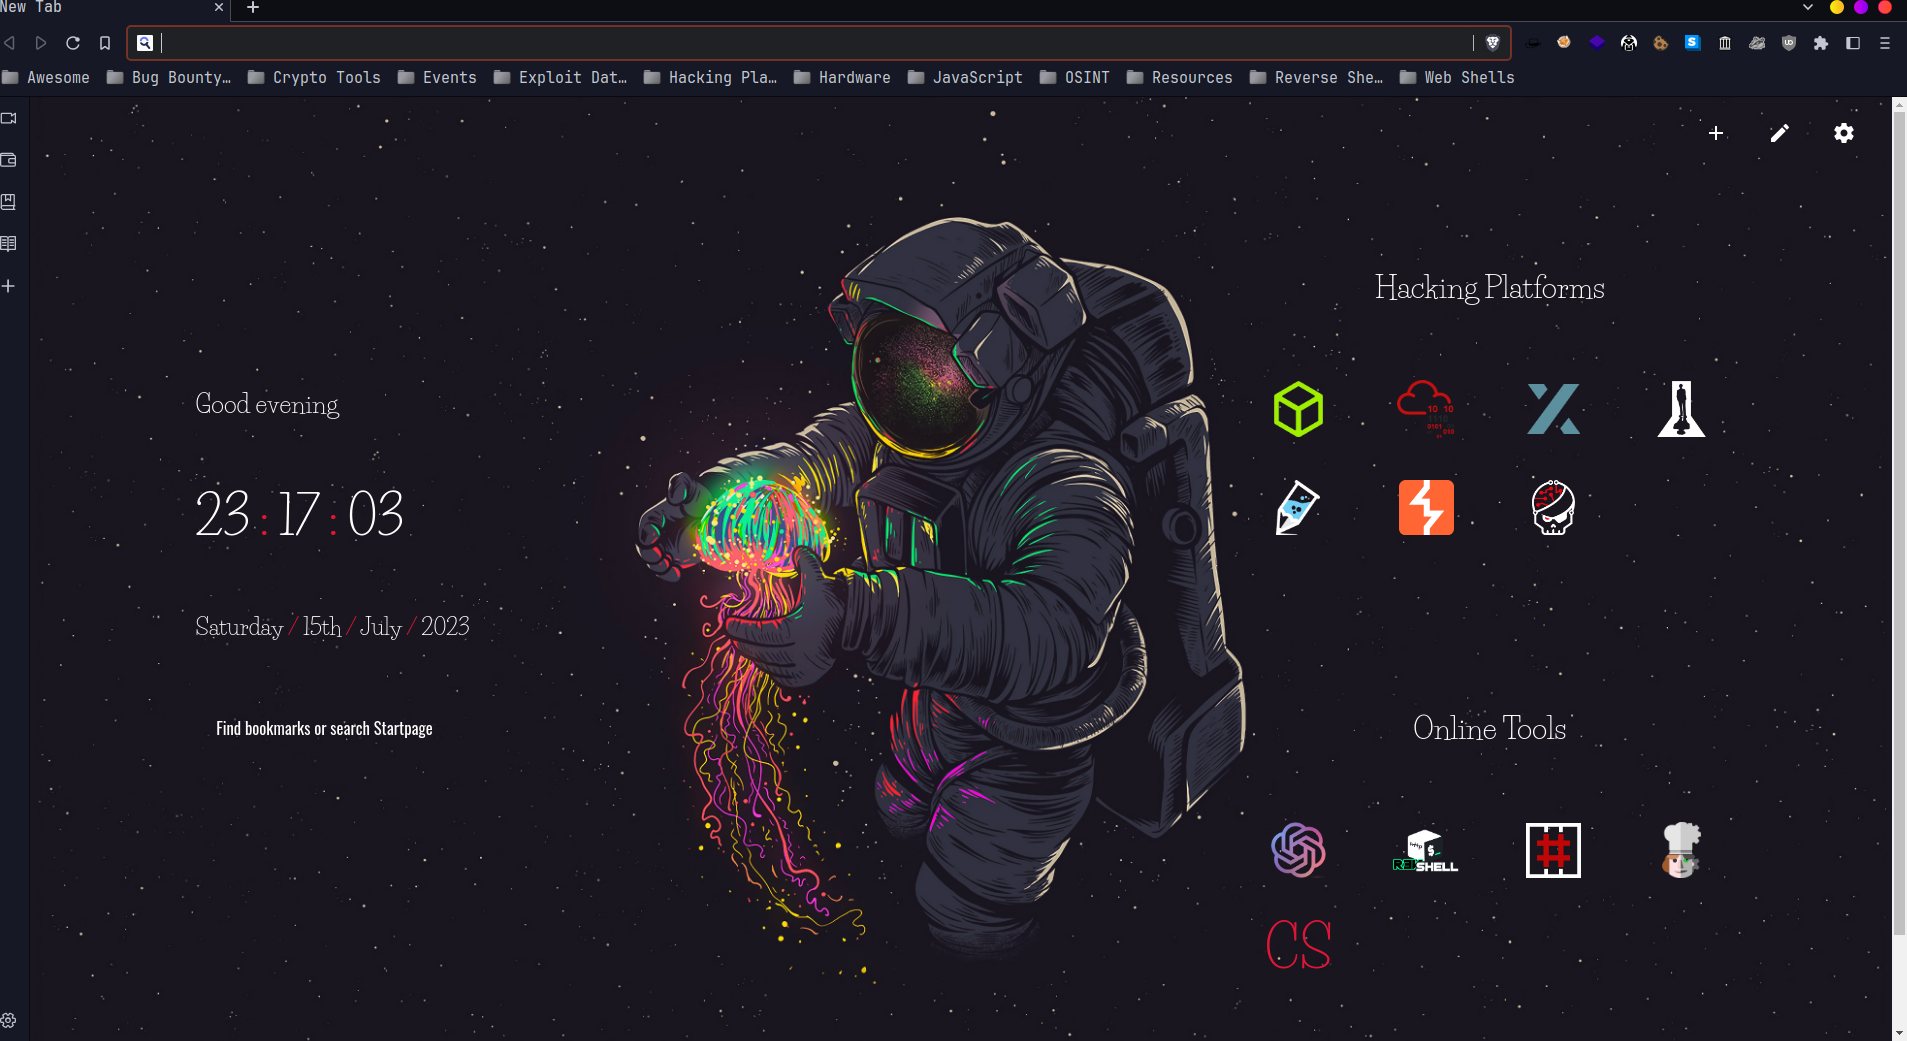 New Tab
Awesome
Bug Bounty…
Crypto Tools
Events
Exploit Dat…
Hacking Pla…
Hardware
JavaScript
OSINT
Resources
Reverse She…
Web Shells
Hacking Platforms
Good evening
23:17:03
Saturday / 15th / July / 2023
Find bookmarks or search Startpage
Online Tools
SHELL
CS